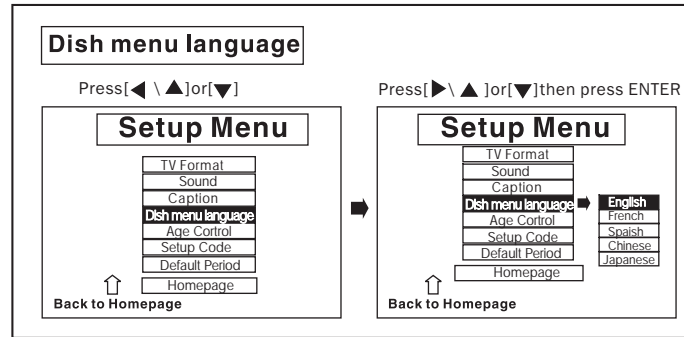 Dish menu language
Press[◀ \ ▲]or[▼]
Setup Menu
TV Format
Sound
Caption
Dish menu language
Age Cortrol
Setup Code
Default Period
Homepage
Back to Homepage
Press[▶\ ▲ ]or[▼]then press ENTER
Setup Menu
TV Format
Sound
Caption
Dish menu language
Age Cortrol
Setup Code
Default Period
Homepage
Back to Homepage
English
French
Spaish
Chinese
Japanese